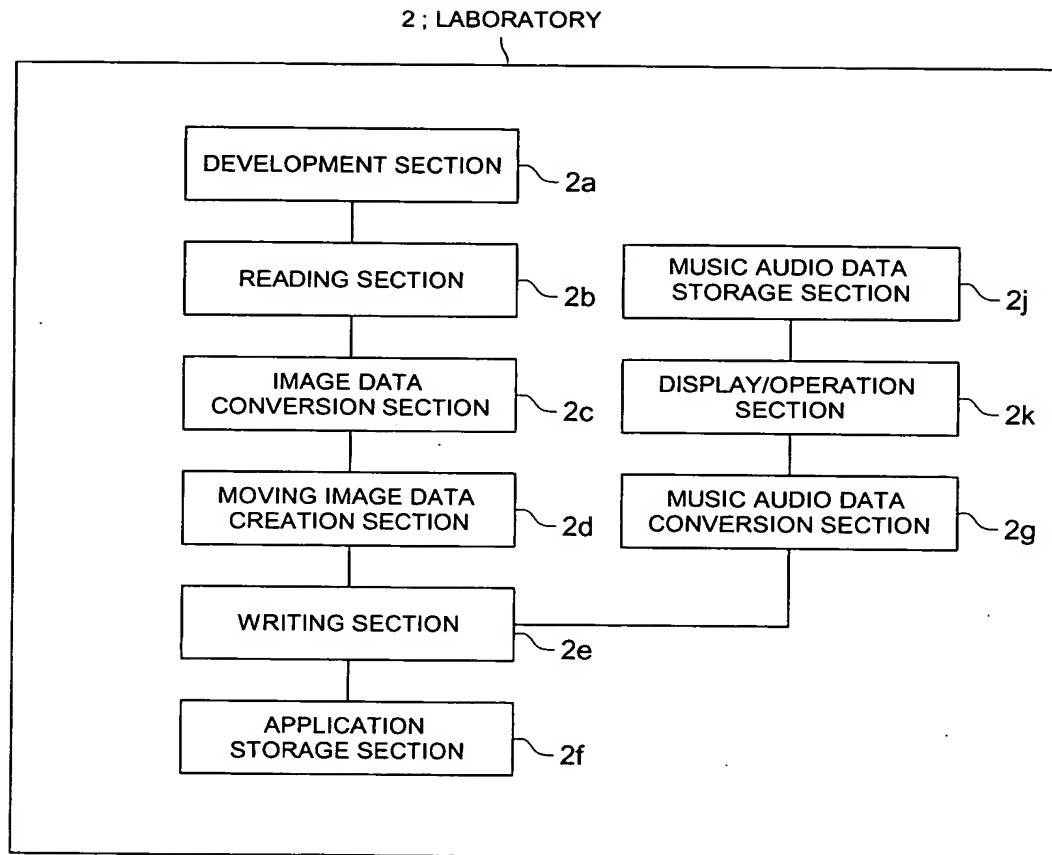 2 ; LABORATORY
DEVELOPMENT SECTION
2a
READING SECTION
2b
IMAGE DATA
CONVERSION SECTION
2c
MOVING IMAGE DATA
CREATION SECTION
2d
WRITING SECTION
2e
APPLICATION
STORAGE SECTION
2f
MUSIC AUDIO DATA
STORAGE SECTION
2j
DISPLAY/OPERATION
SECTION
2k
MUSIC AUDIO DATA
CONVERSION SECTION
2g